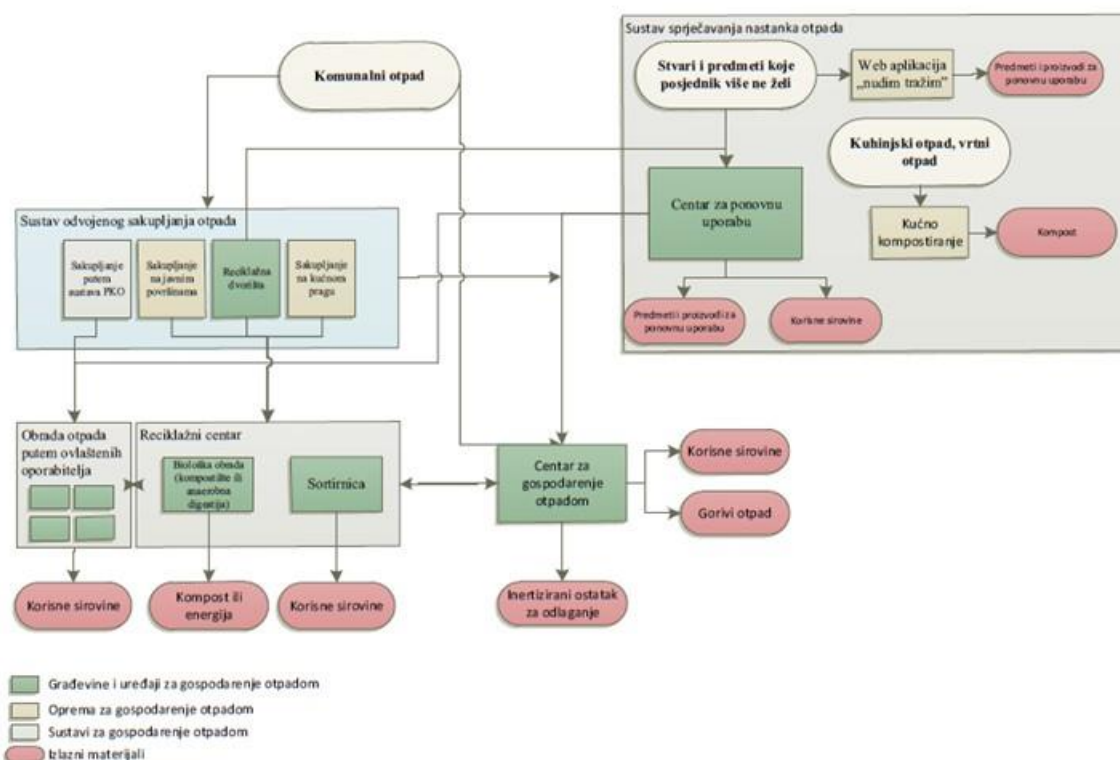 Sustav sprječavanja nastanka otpada
Komunalni otpad
Stvari i predmeti koje
posjednik više ne želi
Web aplikacija
„nudim tražim”
Predmeti i proizvodi za
ponovnu uporabu
Kuhinjski otpad, vrtni
otpad
Centar za ponovnu
uporabu
Kućno
kompostiranje
Kompost
Predmeti i proizvodi za
ponovnu uporabu
Korisne sirovine
Sustav odvojenog sakupljanja otpada
Sakupljanje
putem
sustava PKO
Sakupljanje
na javnim
površinama
Reciklažna
dvorišta
Sakupljanje
na kućnom
pragu
Obrada otpada
putem ovlaštenih
oporabitelja
Reciklažni centar
Biološka obrada
(kompostište ili
anaerobna
digestija)
Sortirnica
Centar za
gospodarenje
otpadom
Korisne sirovine
Gorivi otpad
Korisne sirovine
Kompost ili
energija
Korisne sirovine
Inertizirani ostatak
za odlaganje
Građevine i uređaji za gospodarenje otpadom
Oprema za gospodarenje otpadom
Sustavi za gospodarenje otpadom
Izlazni materijali